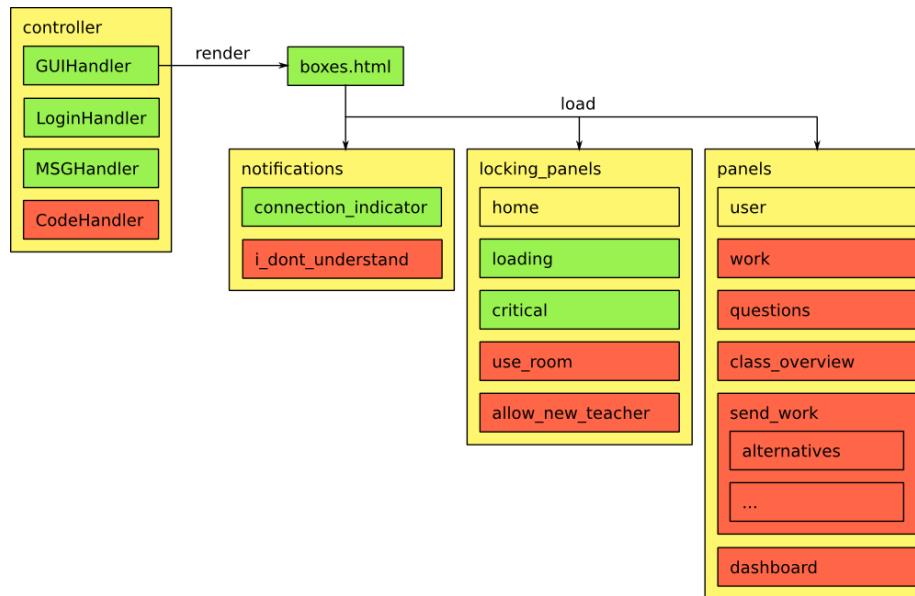 controller
GUIHandler
LoginHandler
MSGHandler
CodeHandler
render
boxes.html
load
notifications
connection_indicator
i_dont_understand
locking_panels
home
loading
critical
use_room
allow_new_teacher
panels
user
work
questions
class_overview
send_work
alternatives
...
dashboard